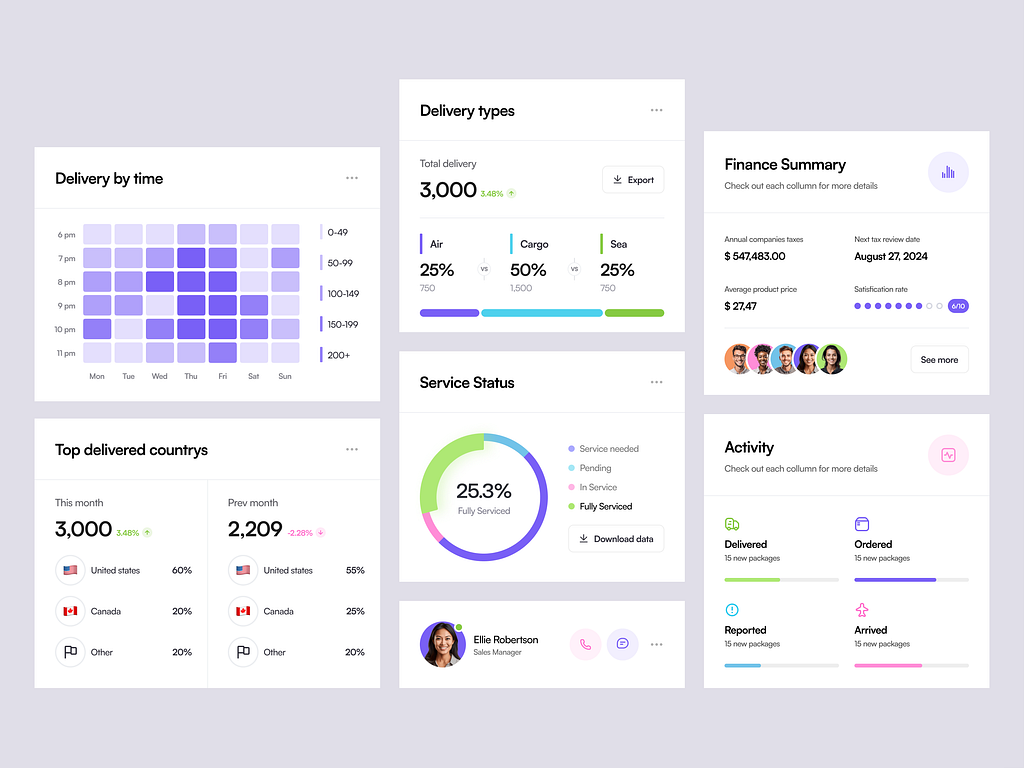 Delivery by time
6 pm
7 pm
8 pm
9 pm
10 pm
11 pm
Mon Tue Wed Thu Fri Sat Sun
0-49
50-99
100-149
150-199
200+
Top delivered countrys
This month
3,000 3.48%
United states 60%
Canada 20%
Other 20%
Prev month
2,209 -2.28%
United states 55%
Canada 25%
Other 20%
Delivery types
Total delivery
3,000 3.48%
Export
Air
25%
750
vs
Cargo
50%
1,500
vs
Sea
25%
750
Service Status
25.3%
Fully Serviced
Service needed
Pending
In Service
Fully Serviced
Download data
Ellie Robertson
Sales Manager
Finance Summary
Check out each collumn for more details
Annual companies taxes
$ 547,483.00
Next tax review date
August 27, 2024
Average product price
$ 27,47
Satisfication rate
6/10
See more
Activity
Check out each collumn for more details
Delivered
15 new packages
Ordered
15 new packages
Reported
15 new packages
Arrived
15 new packages